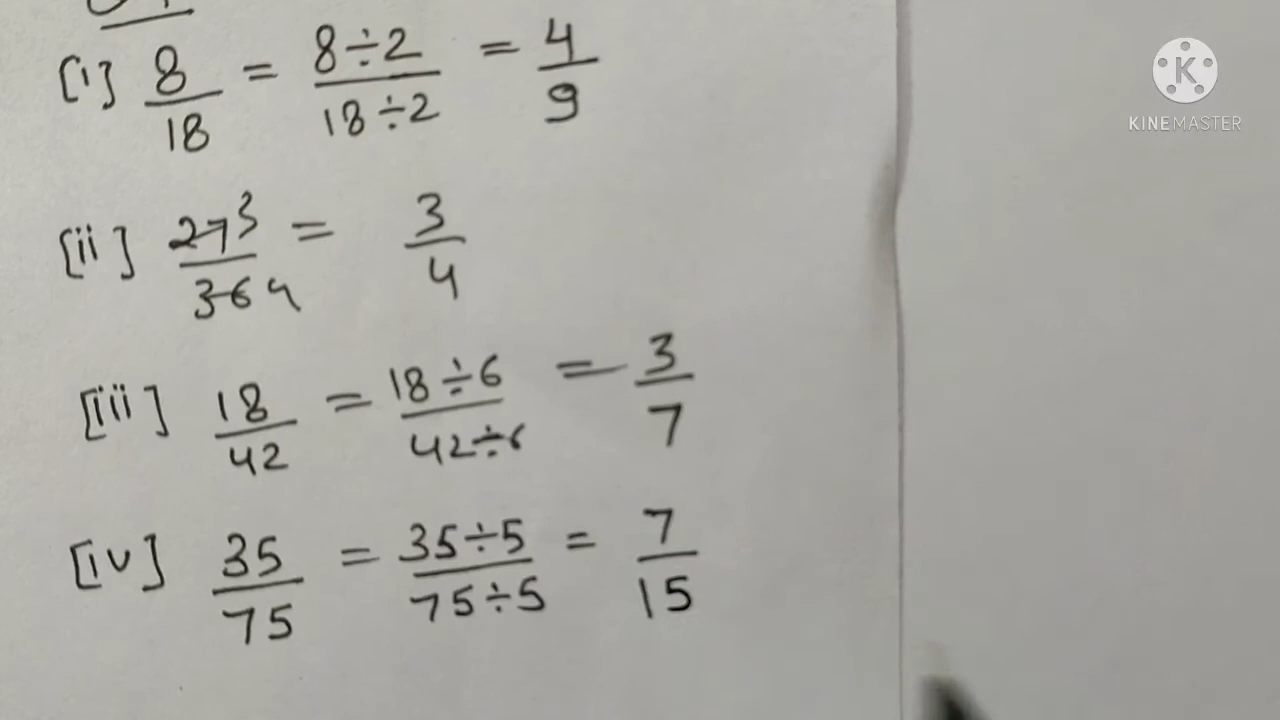 [i] 8/18 = 8÷2/18÷2 = 4/9
[ii] 27 3/36 4 = 3/4
[iii] 18/42 = 18÷6/42÷6 = 3/7
[iv] 35/75 = 35÷5/75÷5 = 7/15
K
KINEMASTER